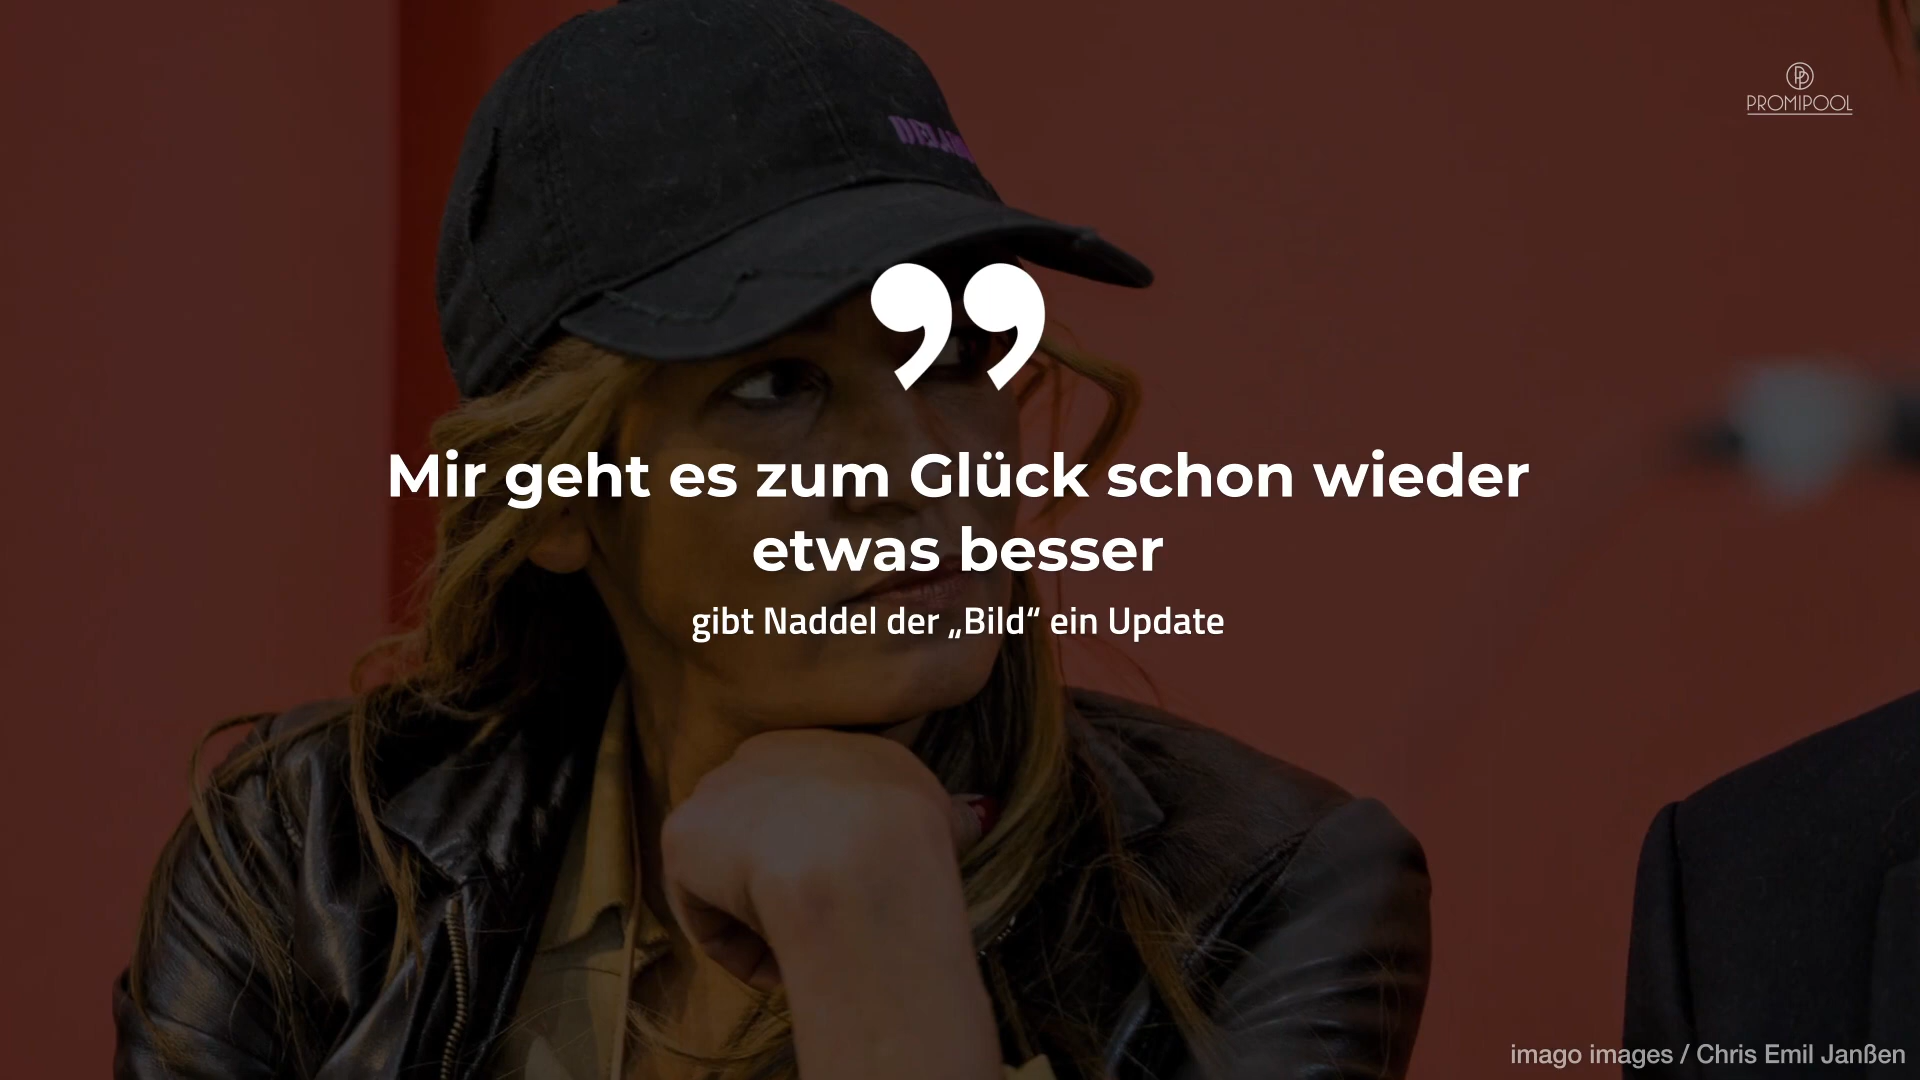 PROMIPOOL
”
Mir geht es zum Glück schon wieder
etwas besser
gibt Naddel der „Bild“ ein Update
imago images / Chris Emil Janßen